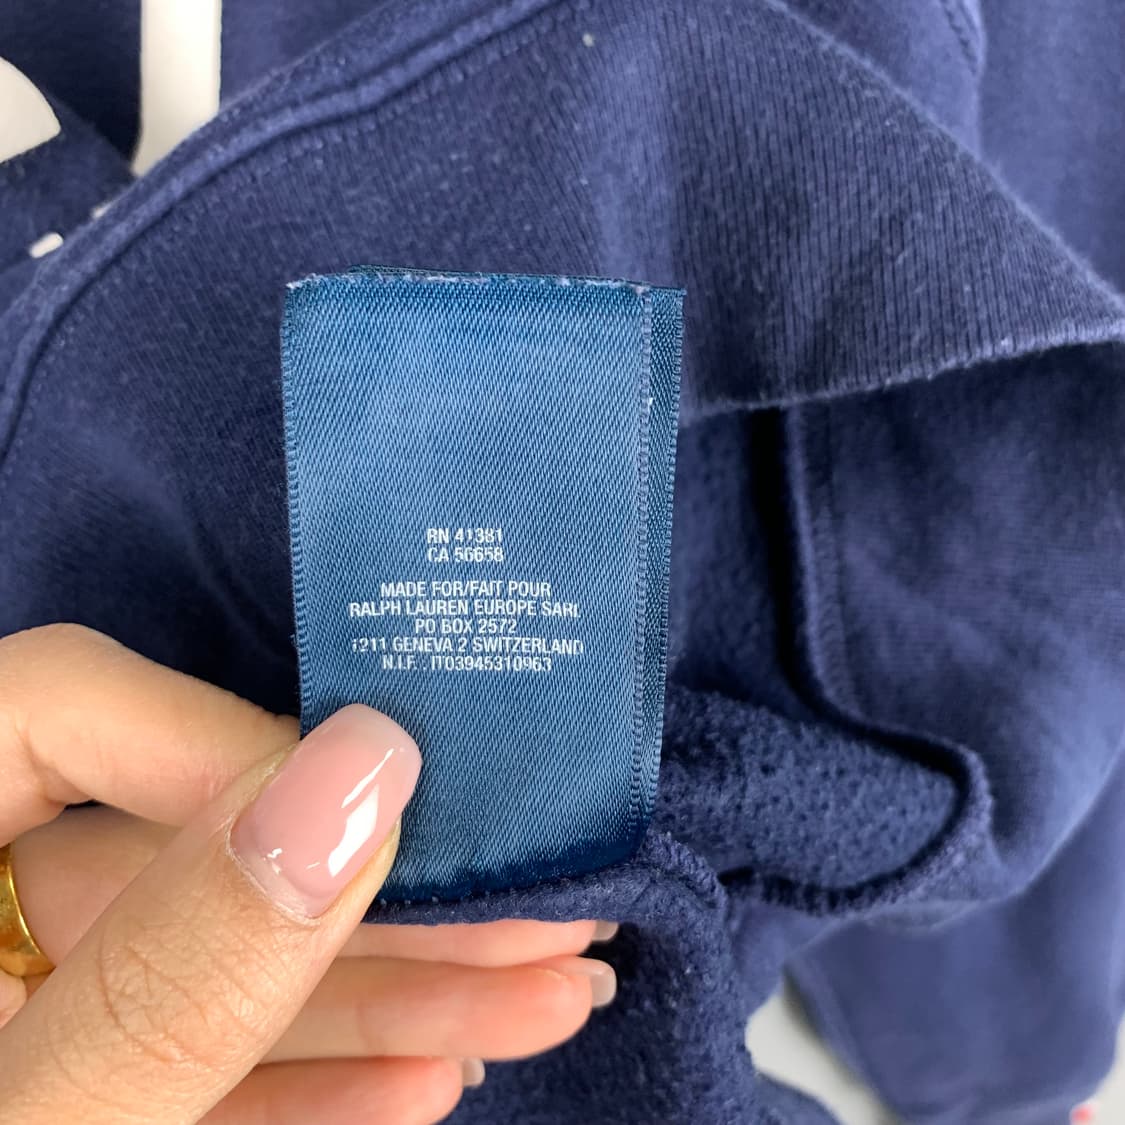 RN 41381
CA 56658
MADE FOR/FAIT POUR
RALPH LAUREN EUROPE SARL
PO BOX 2572
1211 GENEVA 2 SWITZERLAND
N.I.F. IT03945310963